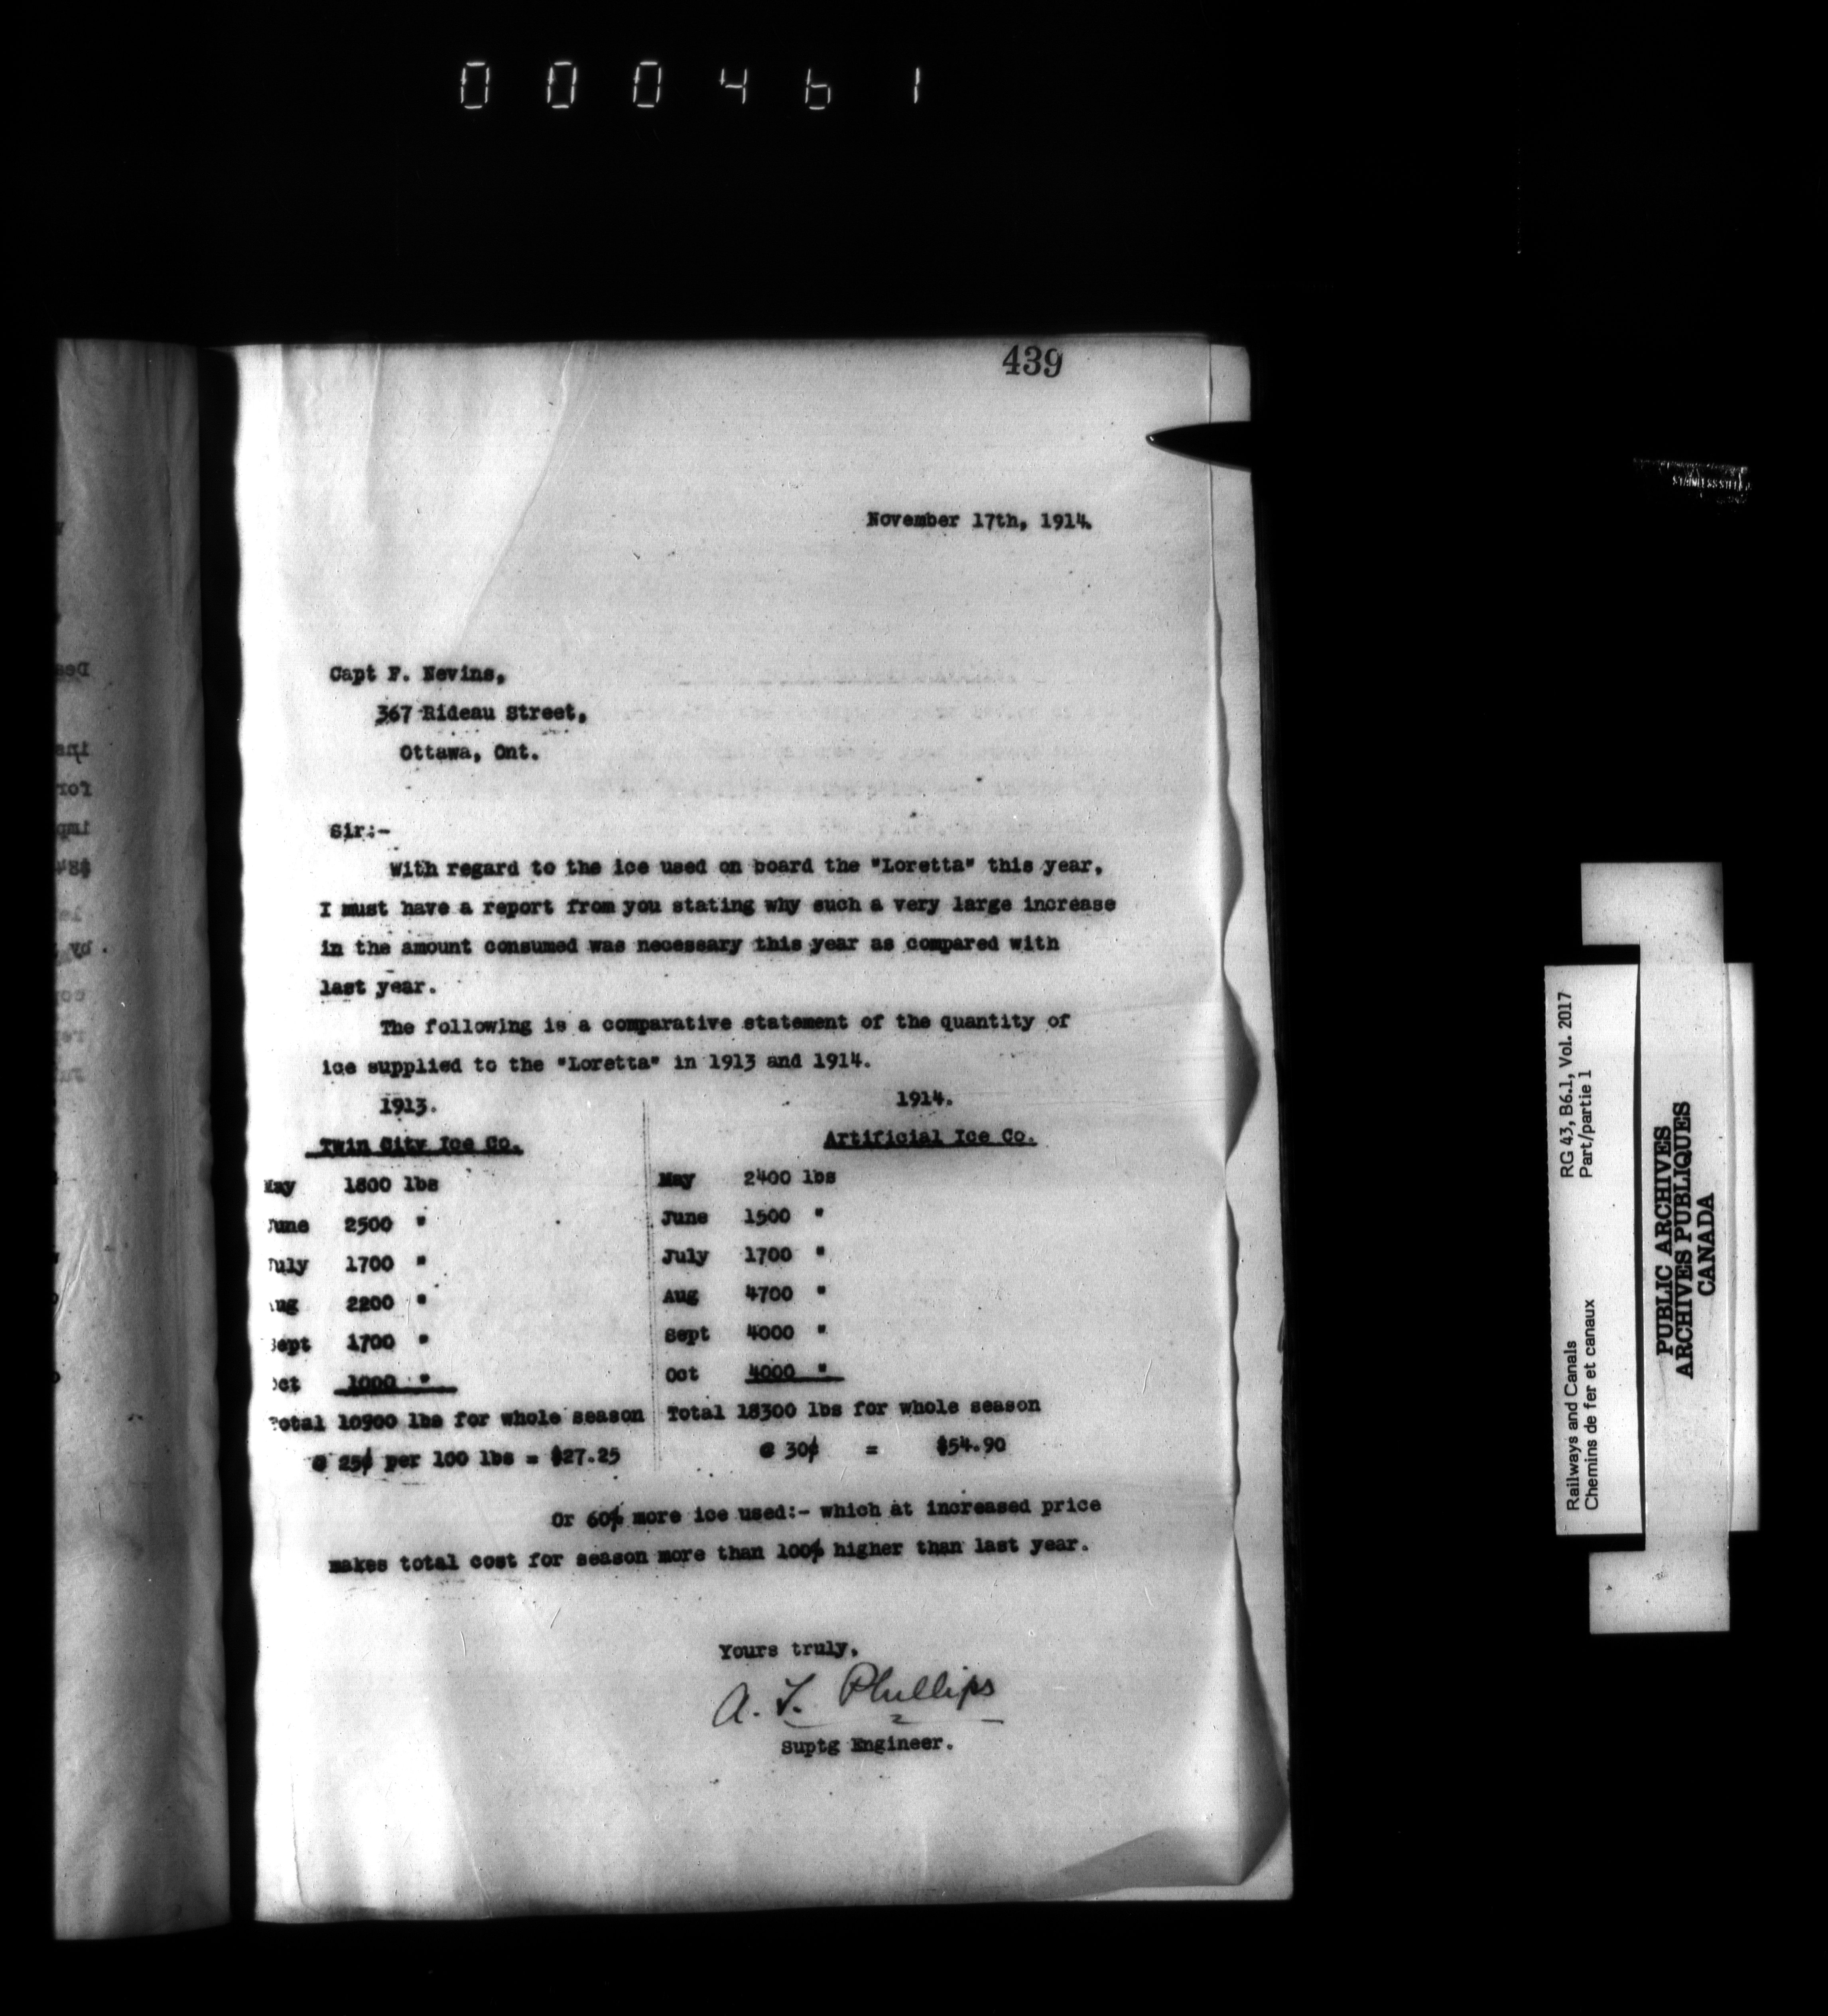 000461
439
November 17th, 1914.
Capt F. Nevins,
367 Rideau Street,
Ottawa, Ont.
Sir:-
With regard to the ice used on board the "Loretta" this year,
I must have a report from you stating why such a very large increase
in the amount consumed was necessary this year as compared with
last year.
The following is a comparative statement of the quantity of
ice supplied to the "Loretta" in 1913 and 1914.
1913. 1914.
Twin City Ice Co. Artificial Ice Co.
May 1800 lbs May 2400 lbs
June 2500 " June 1500 "
July 1700 " July 1700 "
Aug 2200 " Aug 4700 "
Sept 1700 " Sept 4000 "
Oct 1000 " Oct 4000 "
Total 10900 lbs for whole season Total 18300 lbs for whole season
@ 25¢ per 100 lbs = $27.25 @ 30¢ = $54.90
Or 60% more ice used:- which at increased price
makes total cost for season more than 100% higher than last year.
Yours truly,
A. T. Phillips
Suptg Engineer.
STAINLESS STEEL
RG 43, B6.1, Vol. 2017
Part/partie 1
Railways and Canals
Chemins de fer et canaux
PUBLIC ARCHIVES
ARCHIVES PUBLIQUES
CANADA